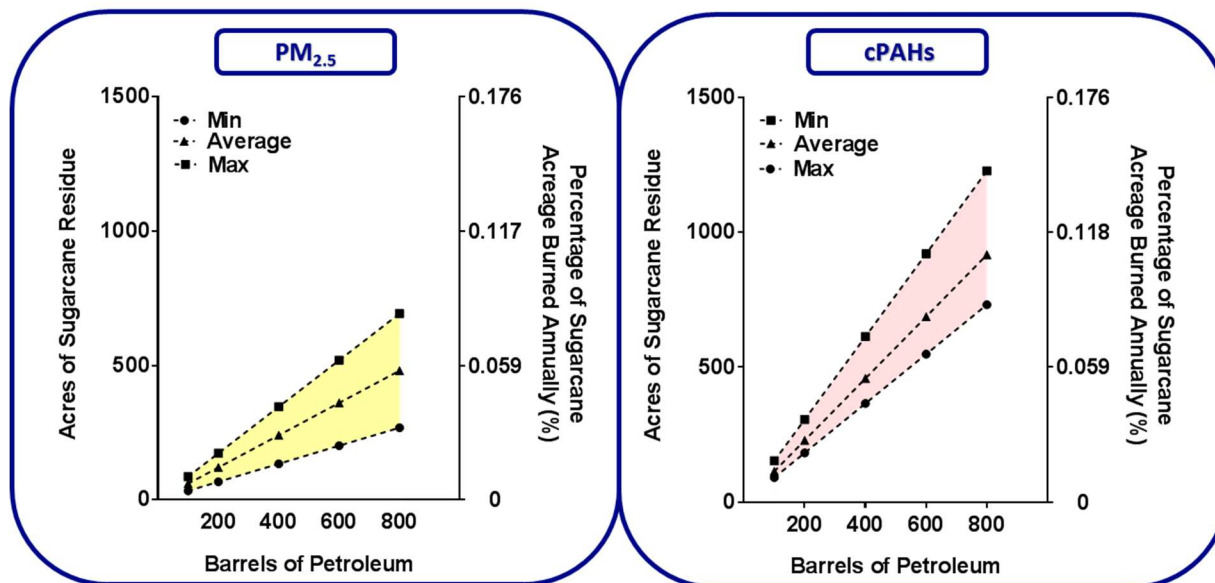 PM2.5
1500
1000
500
0
Min
Average
Max
0.176
0.117
0.059
0
200 400 600 800
Barrels of Petroleum
Acres of Sugarcane Residue
Percentage of Sugarcane
Acreage Burned Annually (%)
cPAHs
1500
1000
500
0
Min
Average
Max
0.176
0.118
0.059
0
200 400 600 800
Barrels of Petroleum
Acres of Sugarcane Residue
Percentage of Sugarcane
Acreage Burned Annually (%)